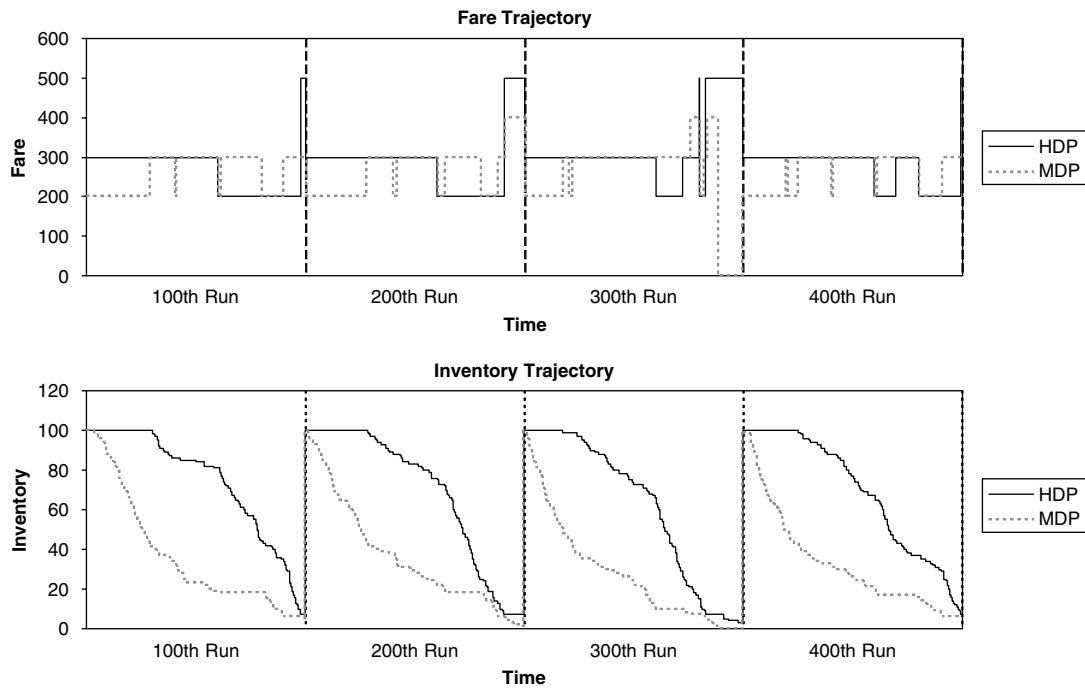 Fare Trajectory
600
500
400
300
200
100
0
Fare
100th Run
200th Run
300th Run
400th Run
Time
HDP
MDP
Inventory Trajectory
120
100
80
60
40
20
0
Inventory
100th Run
200th Run
300th Run
400th Run
Time
HDP
MDP